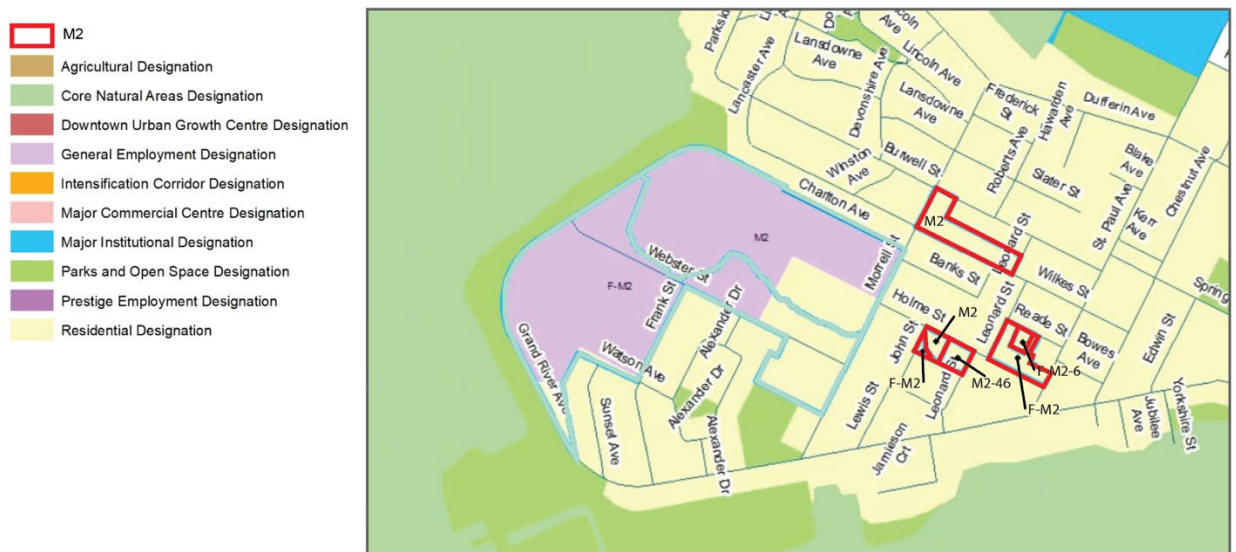 M2
Agricultural Designation
Core Natural Areas Designation
Downtown Urban Growth Centre Designation
General Employment Designation
Intensification Corridor Designation
Major Commercial Centre Designation
Major Institutional Designation
Parks and Open Space Designation
Prestige Employment Designation
Residential Designation
Parkside
Lancaster Ave
Lansdowne
Ave
Devonshire Ave
Lincoln Ave
Lansdowne
Ave
Frederick
St
Hawarden
Ave
Dufferin Ave
Roberts Ave
Blake
Ave
Chestnut Ave
Winston
Ave
Burwell St
Slater St
St. Paul Ave
Kerr
Ave
Charlton Ave
M2
M2
Leonard St
Webster St
Morrell St
Banks St
Wilkes St
Spring
F-M2
Frank St
Alexander Dr
Holme St
M2
Leonard St
Reade St
Grand River Ave
Watson Ave
John St
Bowes
Ave
Edwin St
F-M2
M2-46
F-M2-6
F-M2
Alexander Dr
Lewis St
Leonard St
Sunset Ave
Alexander Dr
Jamieson
Crt
Jubilee
Ave
Yorkshire St